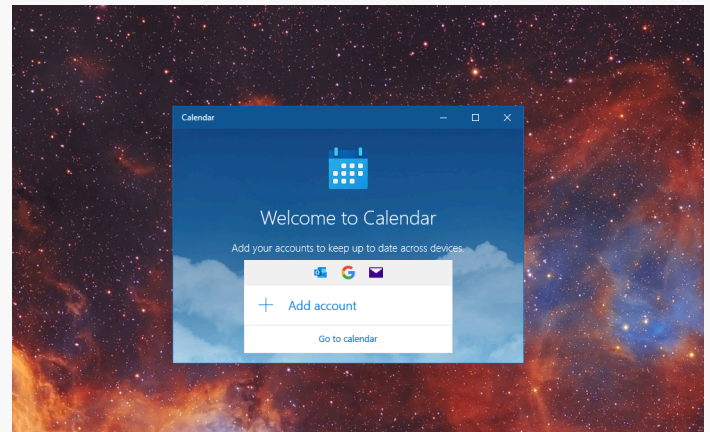 Calendar
Welcome to Calendar
Add your accounts to keep up to date across devices.
Add account
Go to calendar